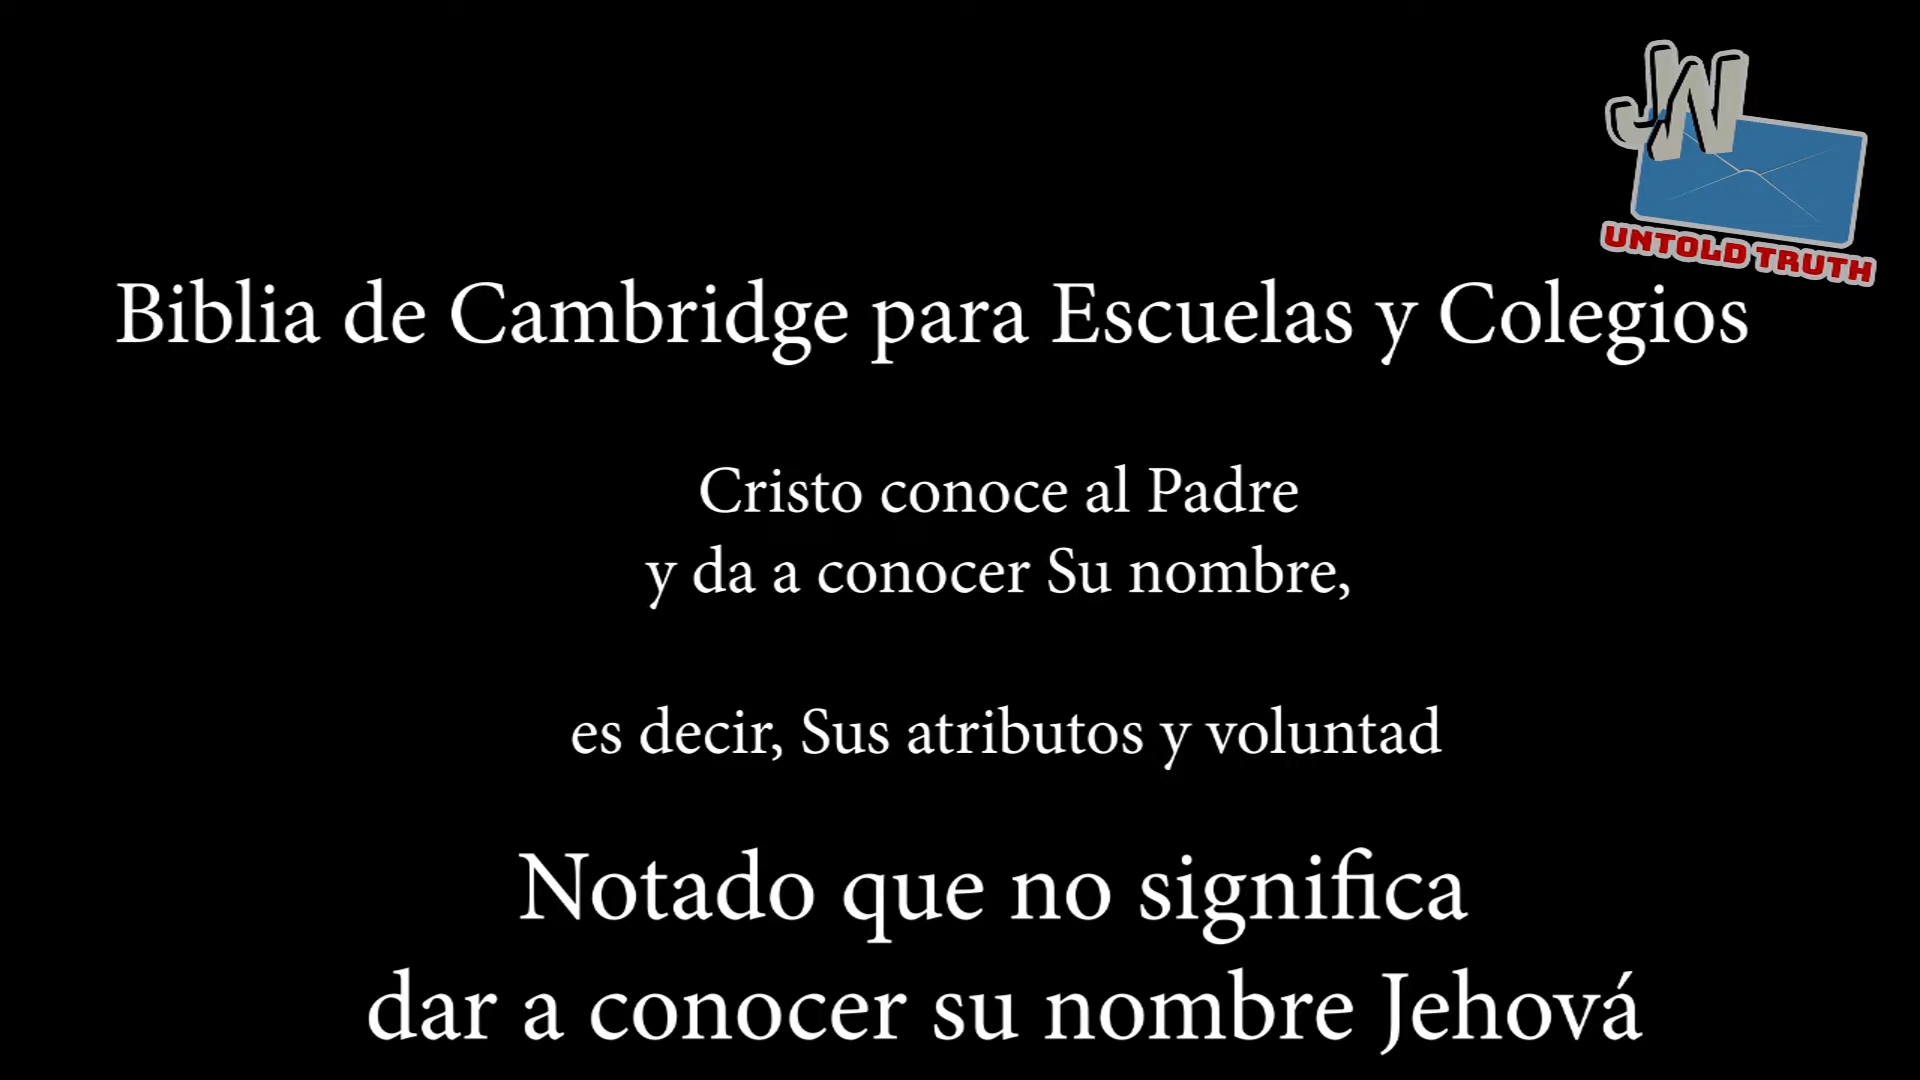 JW
UNTOLD TRUTH
Biblia de Cambridge para Escuelas y Colegios
Cristo conoce al Padre
y da a conocer Su nombre,
es decir, Sus atributos y voluntad
Notado que no significa
dar a conocer su nombre Jehová